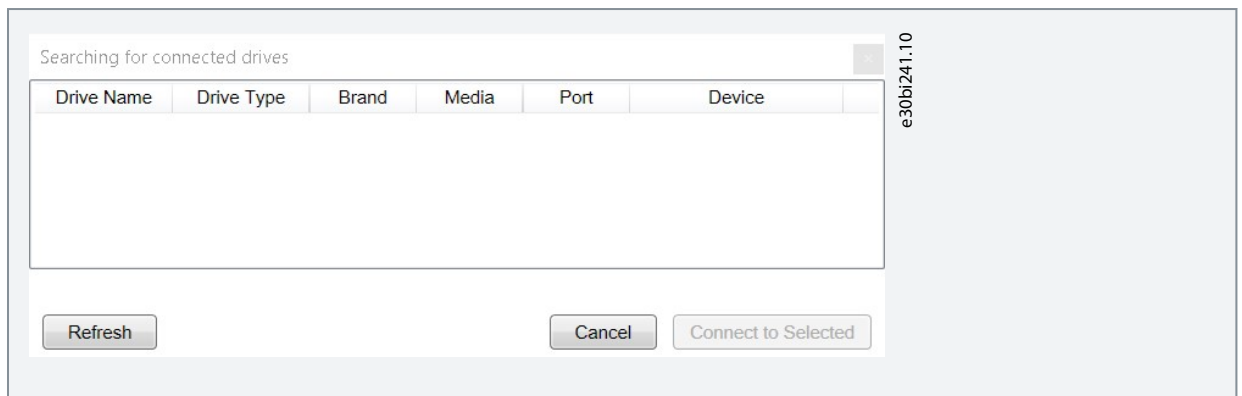 Searching for connected drives
Drive Name Drive Type Brand Media Port Device
Refresh Cancel Connect to Selected
e30bi241.10